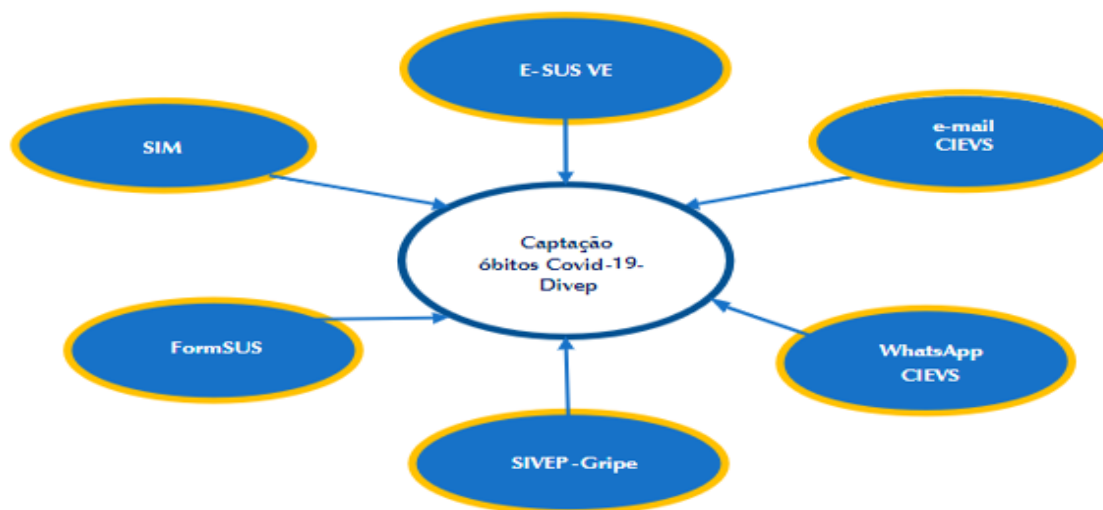 E-SUS VE
SIM
e-mail
CIEVS
Captação
óbitos Covid-19-
Divep
FormSUS
WhatsApp
CIEVS
SIVEP -Gripe